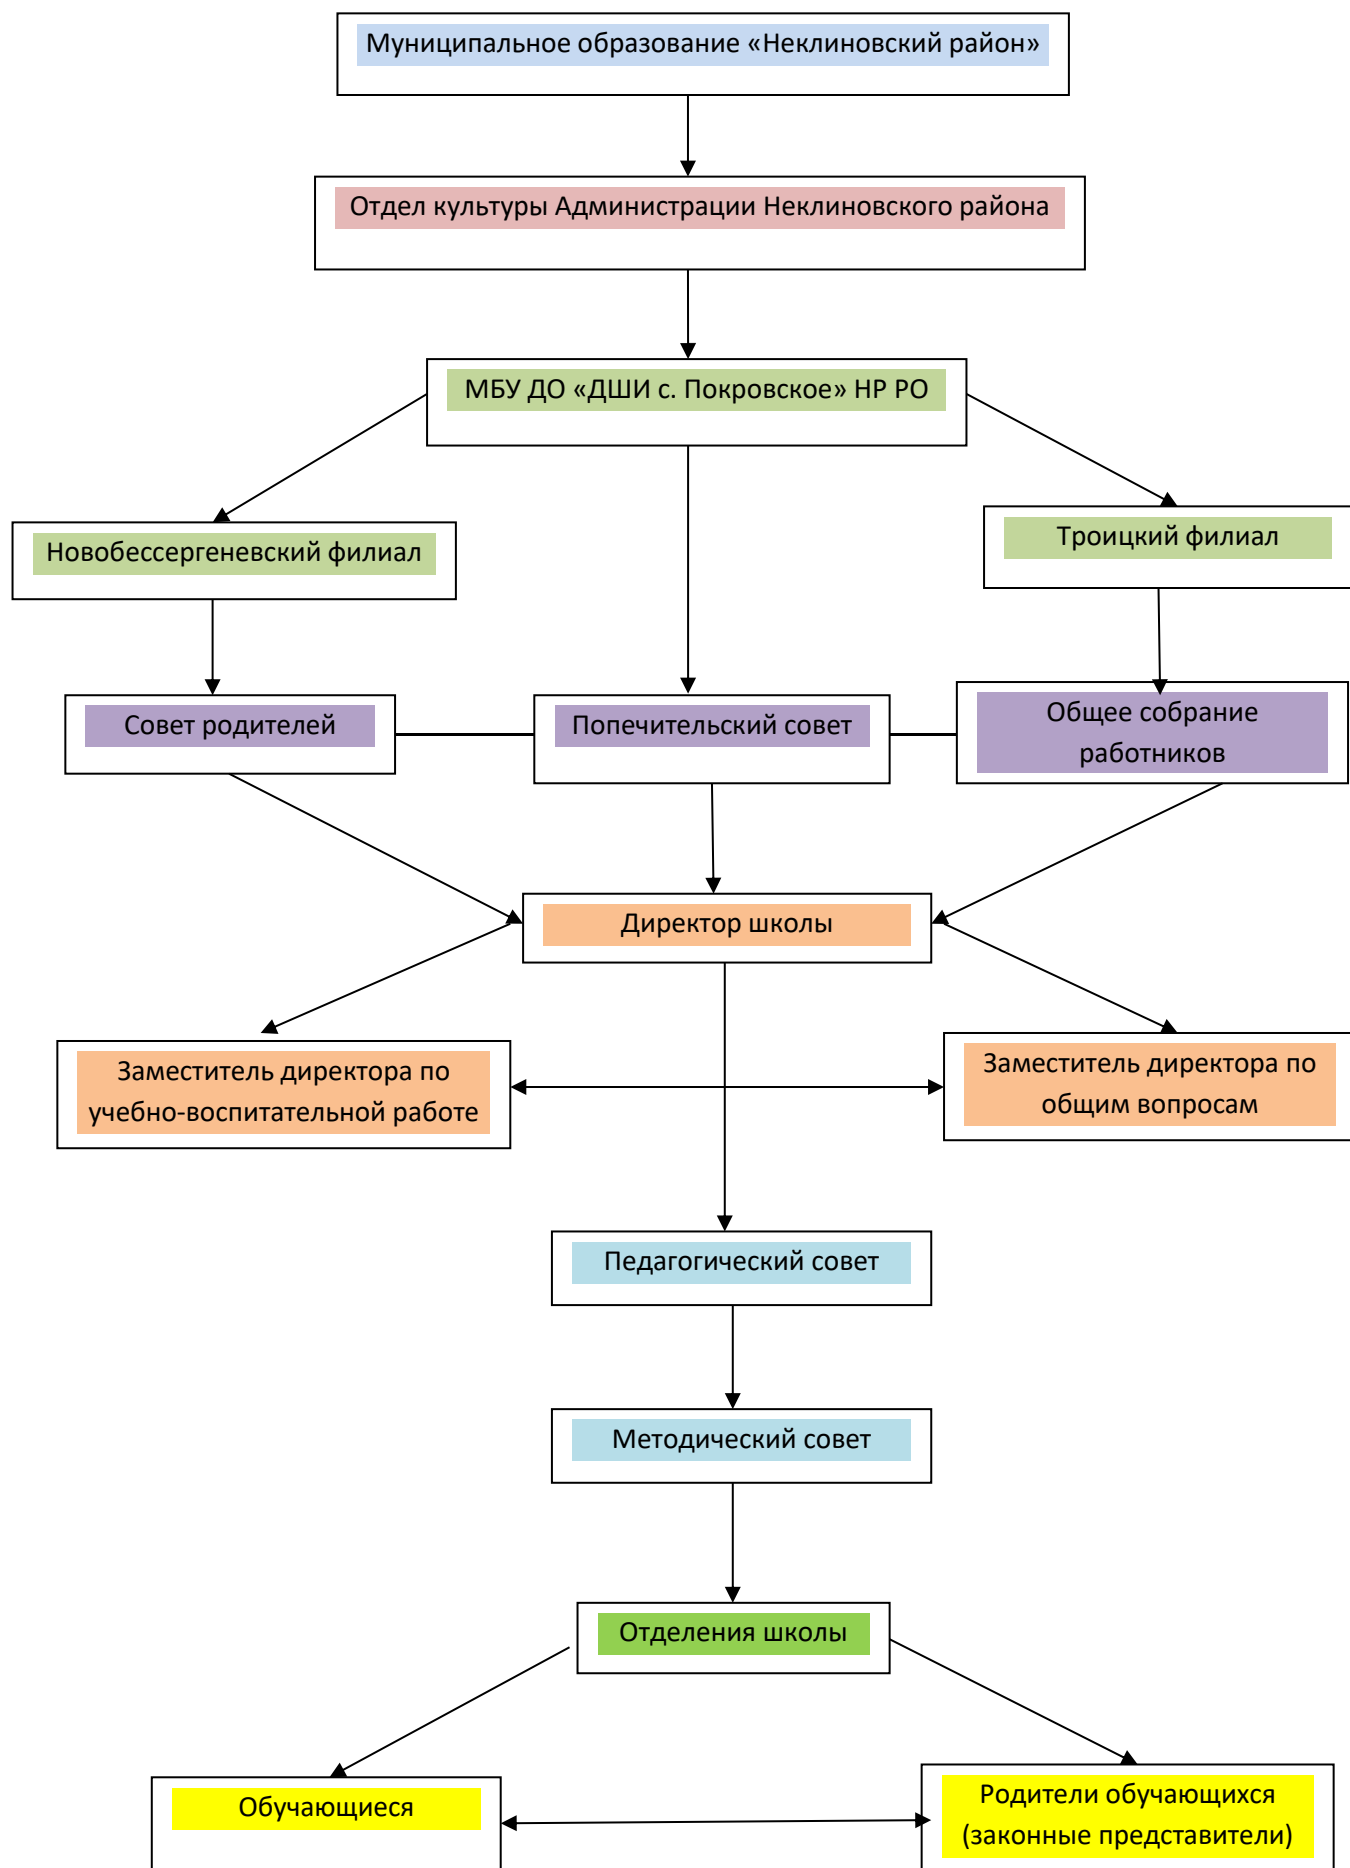 Муниципальное образование «Неклиновский район»
Отдел культуры Администрации Неклиновского района
МБУ ДО «ДШИ с. Покровское» НР РО
Новобессергеневский филиал
Троицкий филиал
Совет родителей
Попечительский совет
Общее собрание
работников
Директор школы
Заместитель директора по
учебно-воспитательной работе
Заместитель директора по
общим вопросам
Педагогический совет
Методический совет
Отделения школы
Обучающиеся
Родители обучающихся
(законные представители)